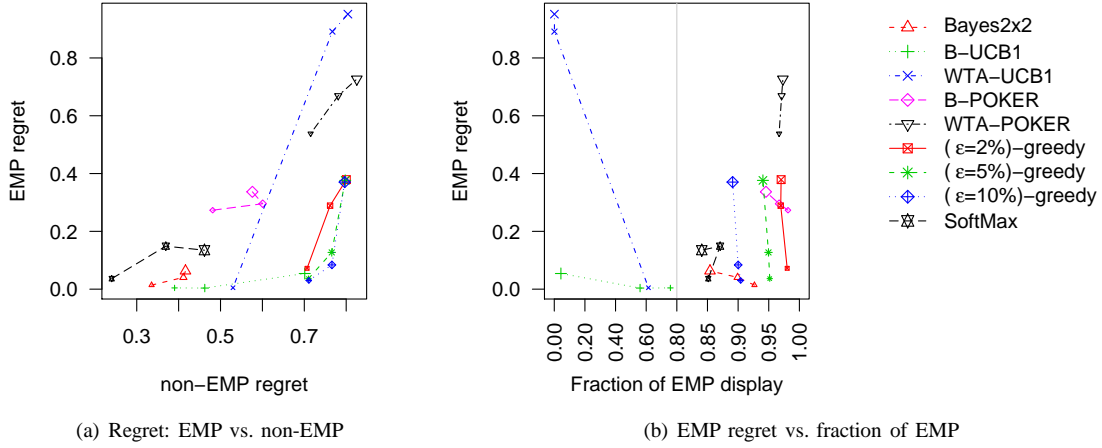 EMP regret
0.8
0.6
0.4
0.2
0.0
0.3
0.5
0.7
non−EMP regret
(a) Regret: EMP vs. non-EMP
EMP regret
0.8
0.6
0.4
0.2
0.0
0.00
0.20
0.40
0.60
0.80
0.85
0.90
0.95
1.00
Fraction of EMP display
(b) EMP regret vs. fraction of EMP
Bayes2x2
B−UCB1
WTA−UCB1
B−POKER
WTA−POKER
( ε=2%)−greedy
( ε=5%)−greedy
( ε=10%)−greedy
SoftMax